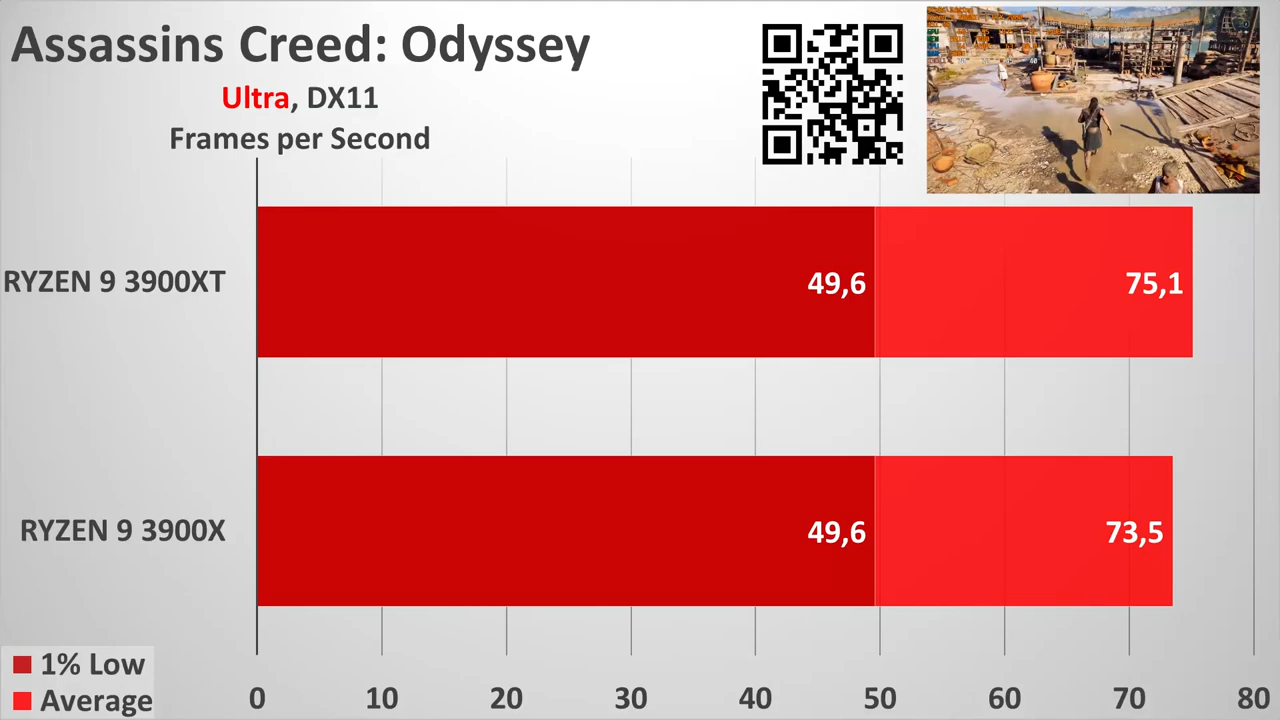 Assassins Creed: Odyssey
Ultra, DX11
Frames per Second
RYZEN 9 3900XT
49,6
75,1
RYZEN 9 3900X
49,6
73,5
1% Low
Average
0 10 20 30 40 50 60 70 80